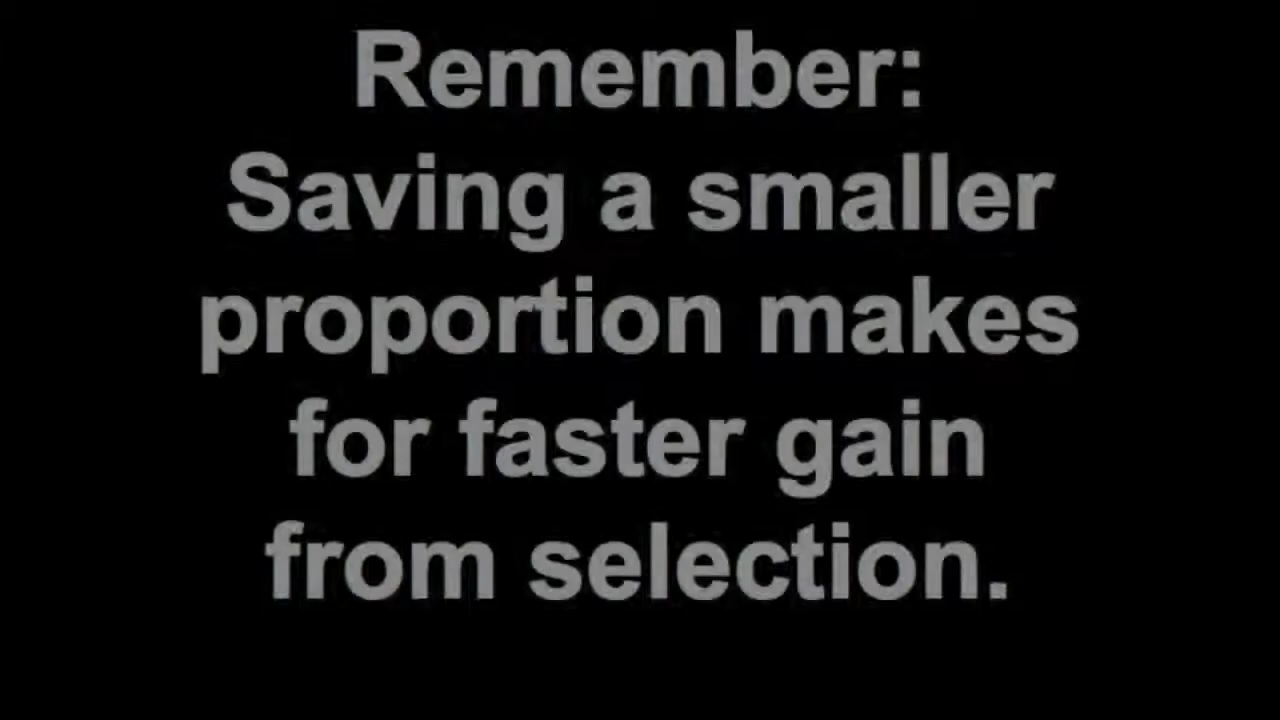 Remember:
Saving a smaller
proportion makes
for faster gain
from selection.